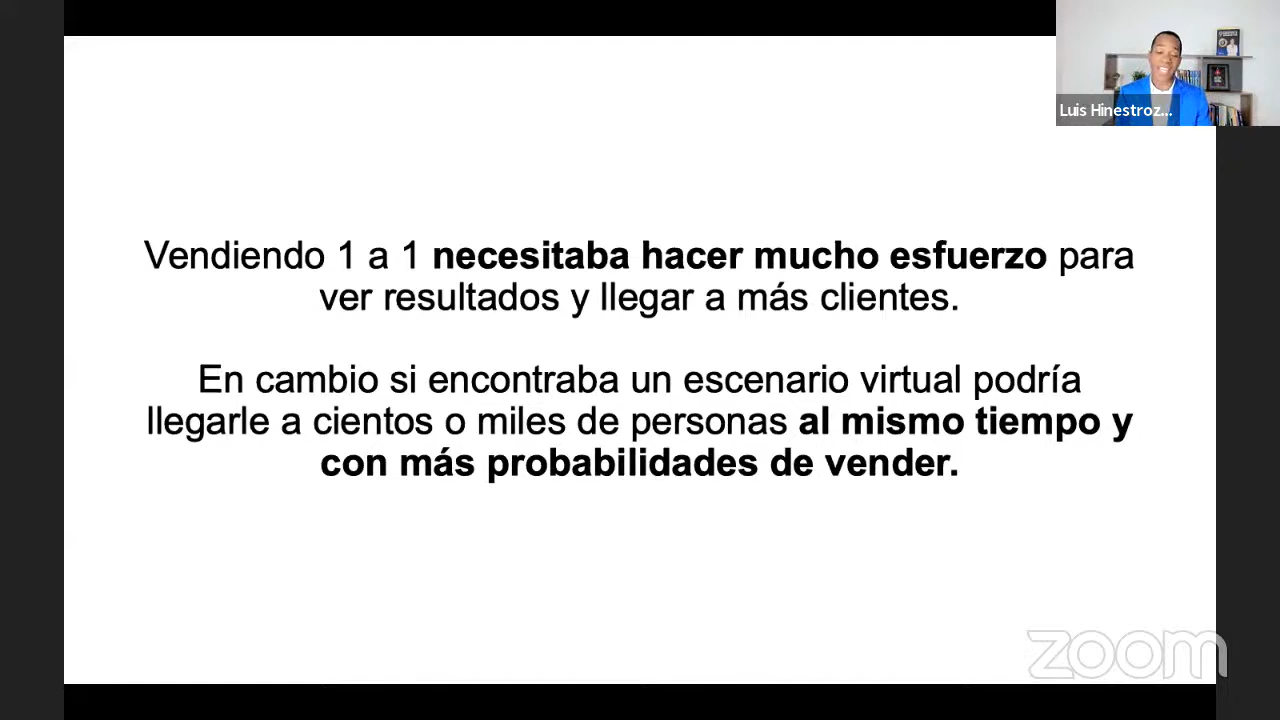 Luis Hinestroz...
Vendiendo 1 a 1 necesitaba hacer mucho esfuerzo para
ver resultados y llegar a más clientes.
En cambio si encontraba un escenario virtual podría
llegarle a cientos o miles de personas al mismo tiempo y
con más probabilidades de vender.
zoom